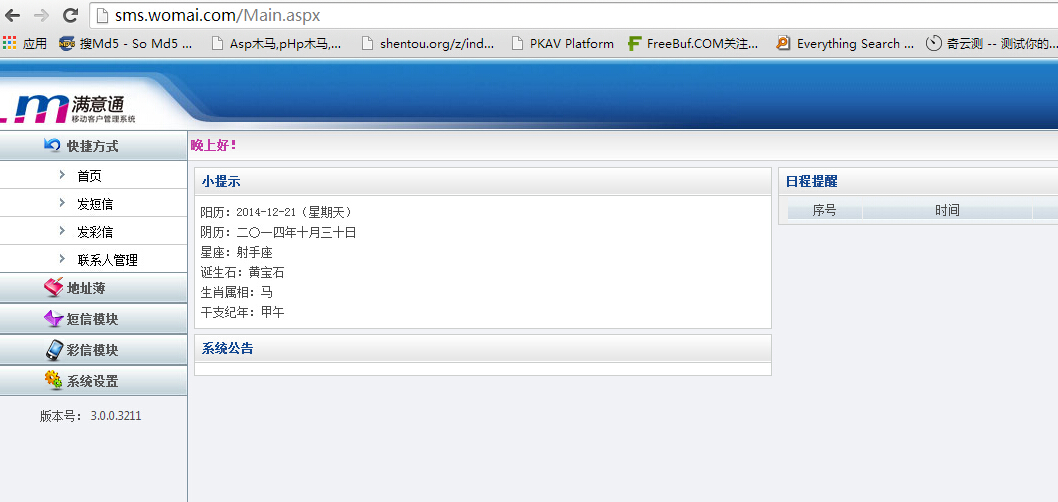 sms.womai.com/Main.aspx
应用 搜Md5 - So Md5 ... Asp木马,pHp木马,... shentou.org/z/ind... PKAV Platform FreeBuf.COM关注... Everything Search ... 奇云测 -- 测试你的...
m 满意通
移动客户管理系统
快捷方式
首页
发短信
发彩信
联系人管理
地址薄
短信模块
彩信模块
系统设置
版本号： 3.0.0.3211
晚上好!
小提示
阳历：2014-12-21（星期天）
阴历：二〇一四年十月三十日
星座：射手座
诞生石：黄宝石
生肖属相：马
干支纪年：甲午
系统公告
日程提醒
序号 时间